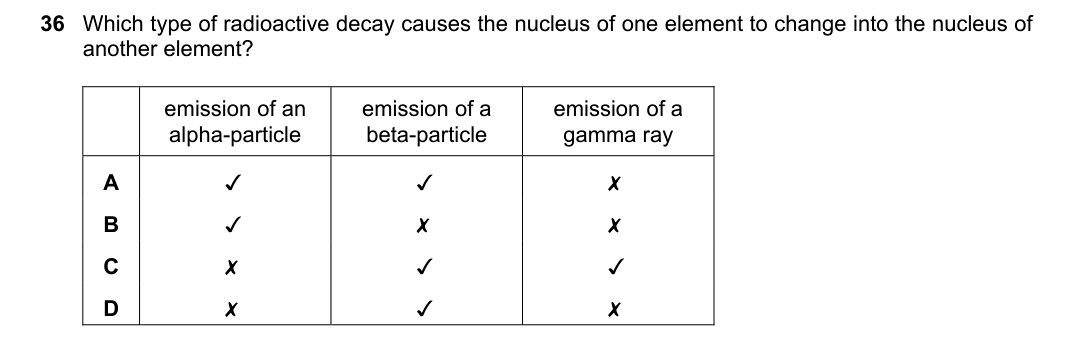 36 Which type of radioactive decay causes the nucleus of one element to change into the nucleus of
another element?
emission of an alpha-particle emission of a beta-particle emission of a gamma ray
A ✓ ✓ ✗
B ✓ ✗ ✗
C ✗ ✓ ✓
D ✗ ✓ ✗